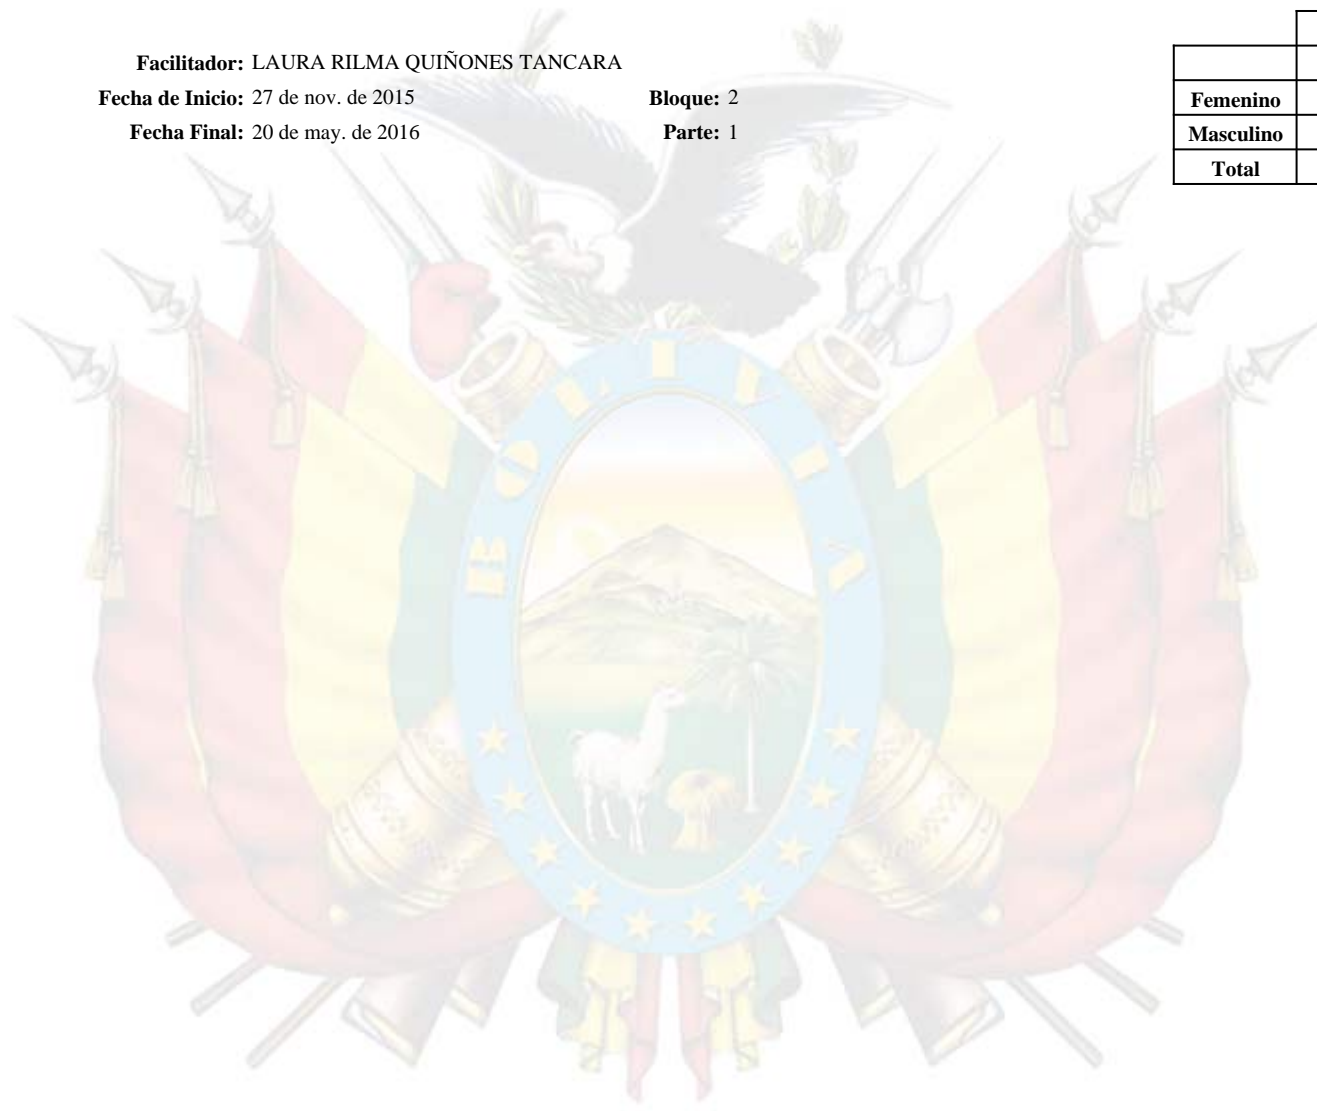 Facilitador: LAURA RILMA QUIÑONES TANCARA
Fecha de Inicio: 27 de nov. de 2015 Bloque: 2
Fecha Final: 20 de may. de 2016 Parte: 1
Femenino
Masculino
Total
BOLIVIA